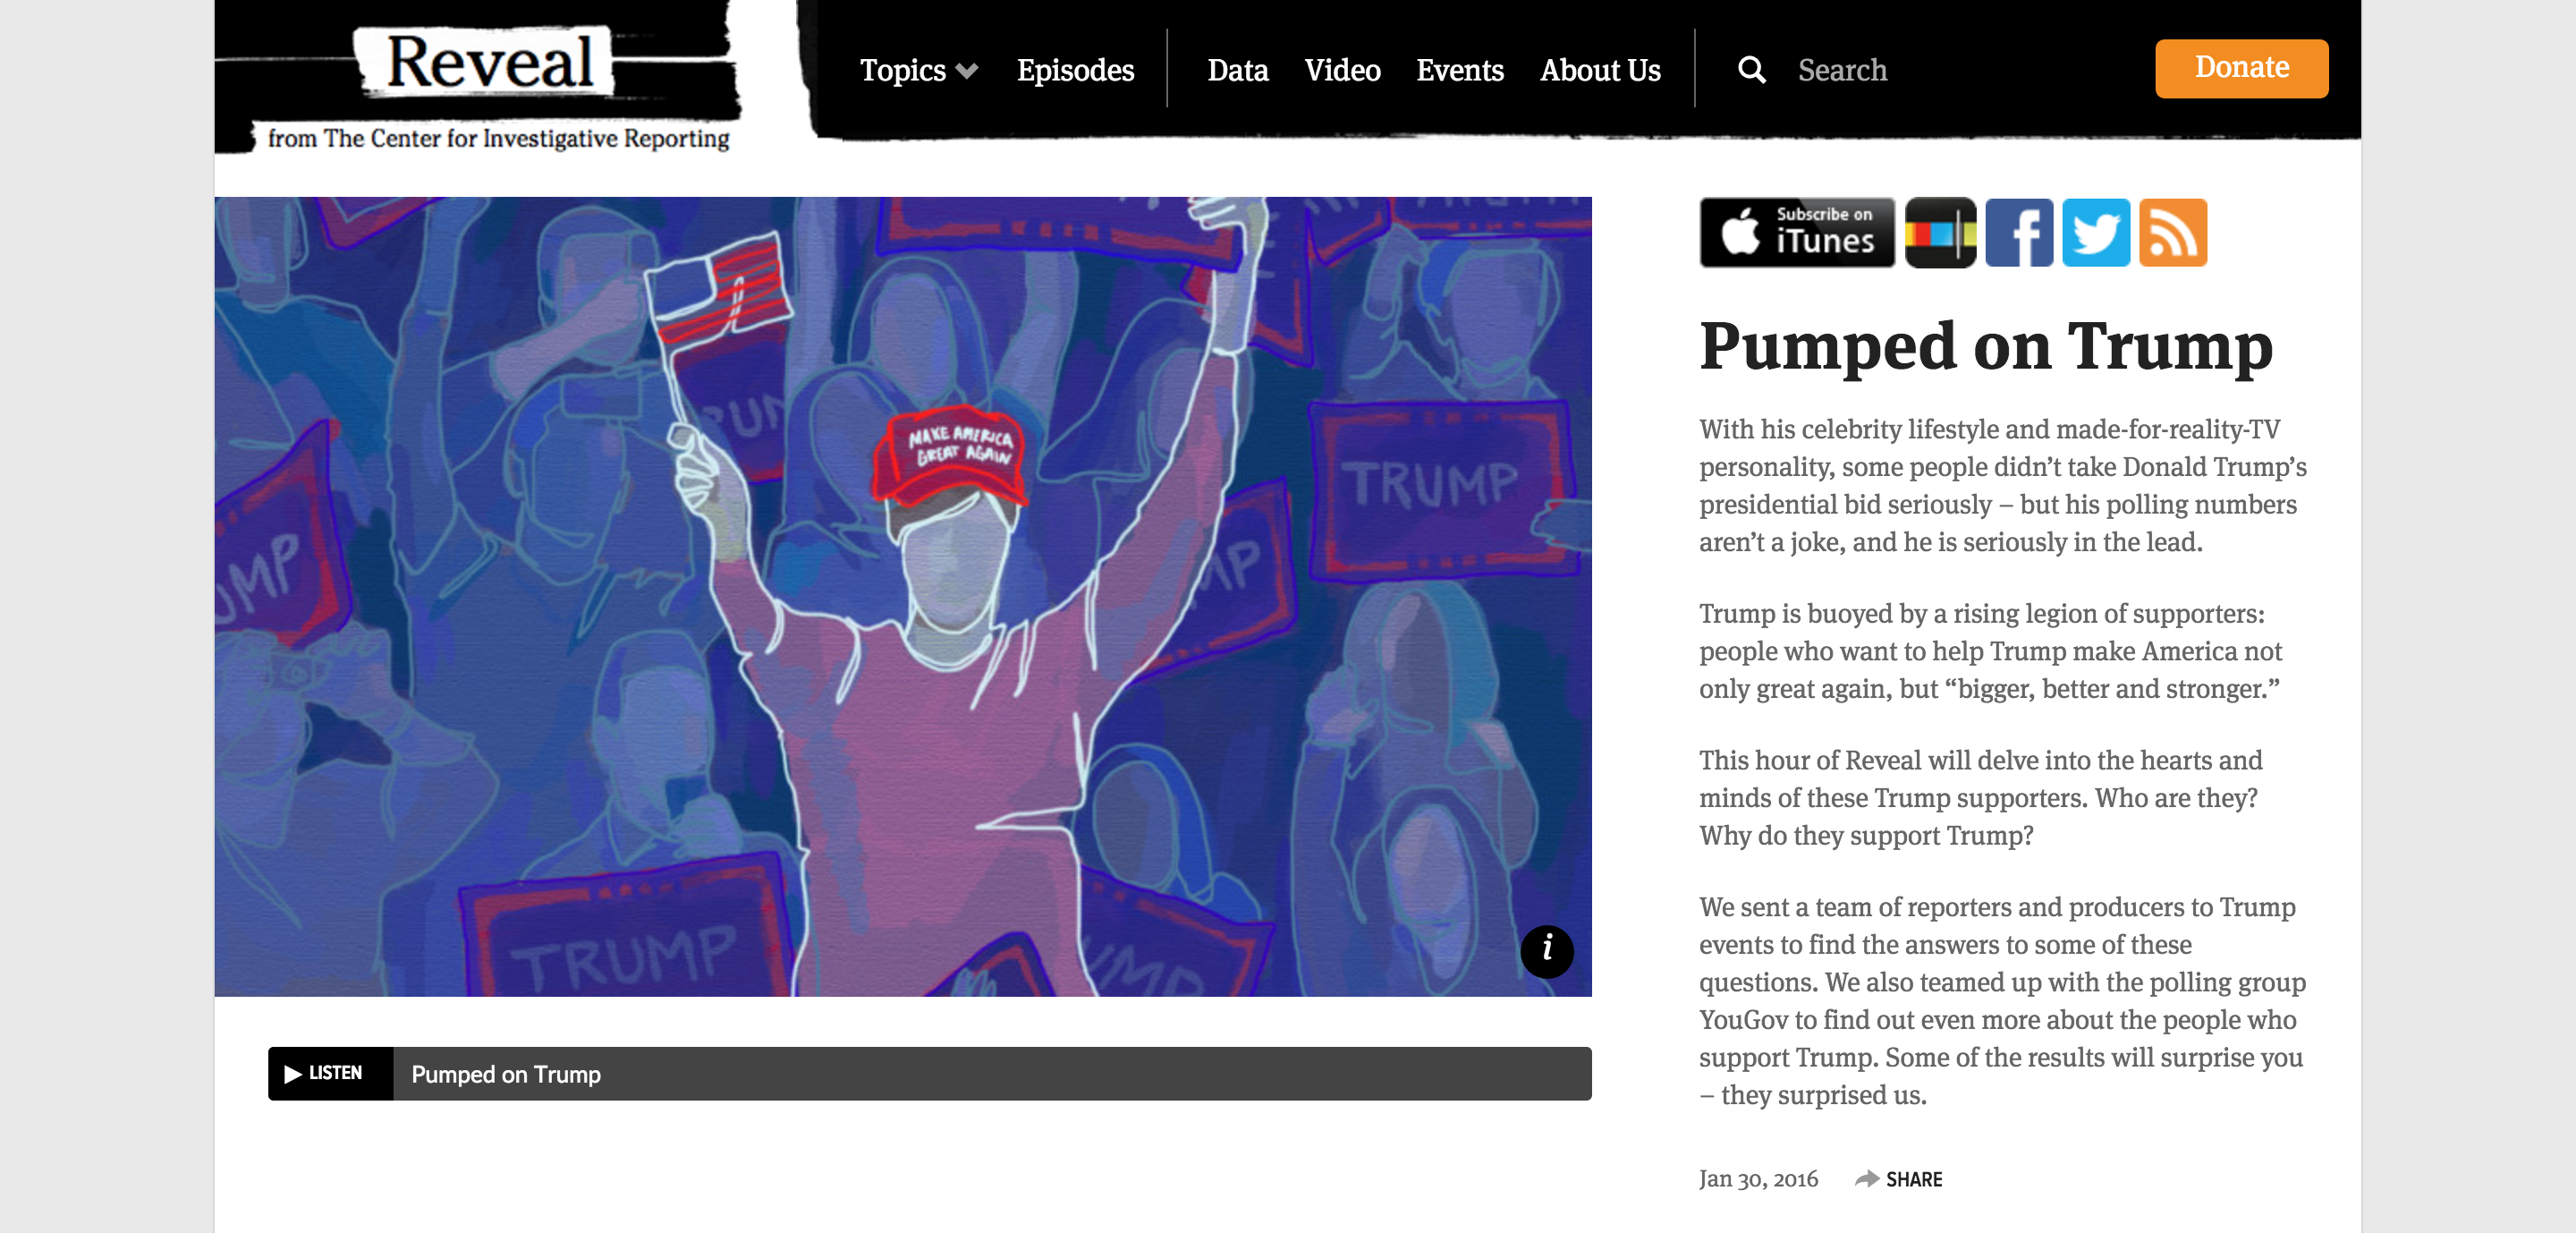 Reveal
from The Center for Investigative Reporting
Topics Episodes Data Video Events About Us Search Donate
MAKE AMERICA
GREAT AGAIN
TRUMP
TRUMP
Subscribe on
iTunes
f
Pumped on Trump
With his celebrity lifestyle and made-for-reality-TV
personality, some people didn’t take Donald Trump’s
presidential bid seriously – but his polling numbers
aren’t a joke, and he is seriously in the lead.
Trump is buoyed by a rising legion of supporters:
people who want to help Trump make America not
only great again, but “bigger, better and stronger.”
This hour of Reveal will delve into the hearts and
minds of these Trump supporters. Who are they?
Why do they support Trump?
We sent a team of reporters and producers to Trump
events to find the answers to some of these
questions. We also teamed up with the polling group
YouGov to find out even more about the people who
support Trump. Some of the results will surprise you
– they surprised us.
Jan 30, 2016 SHARE
i
LISTEN Pumped on Trump